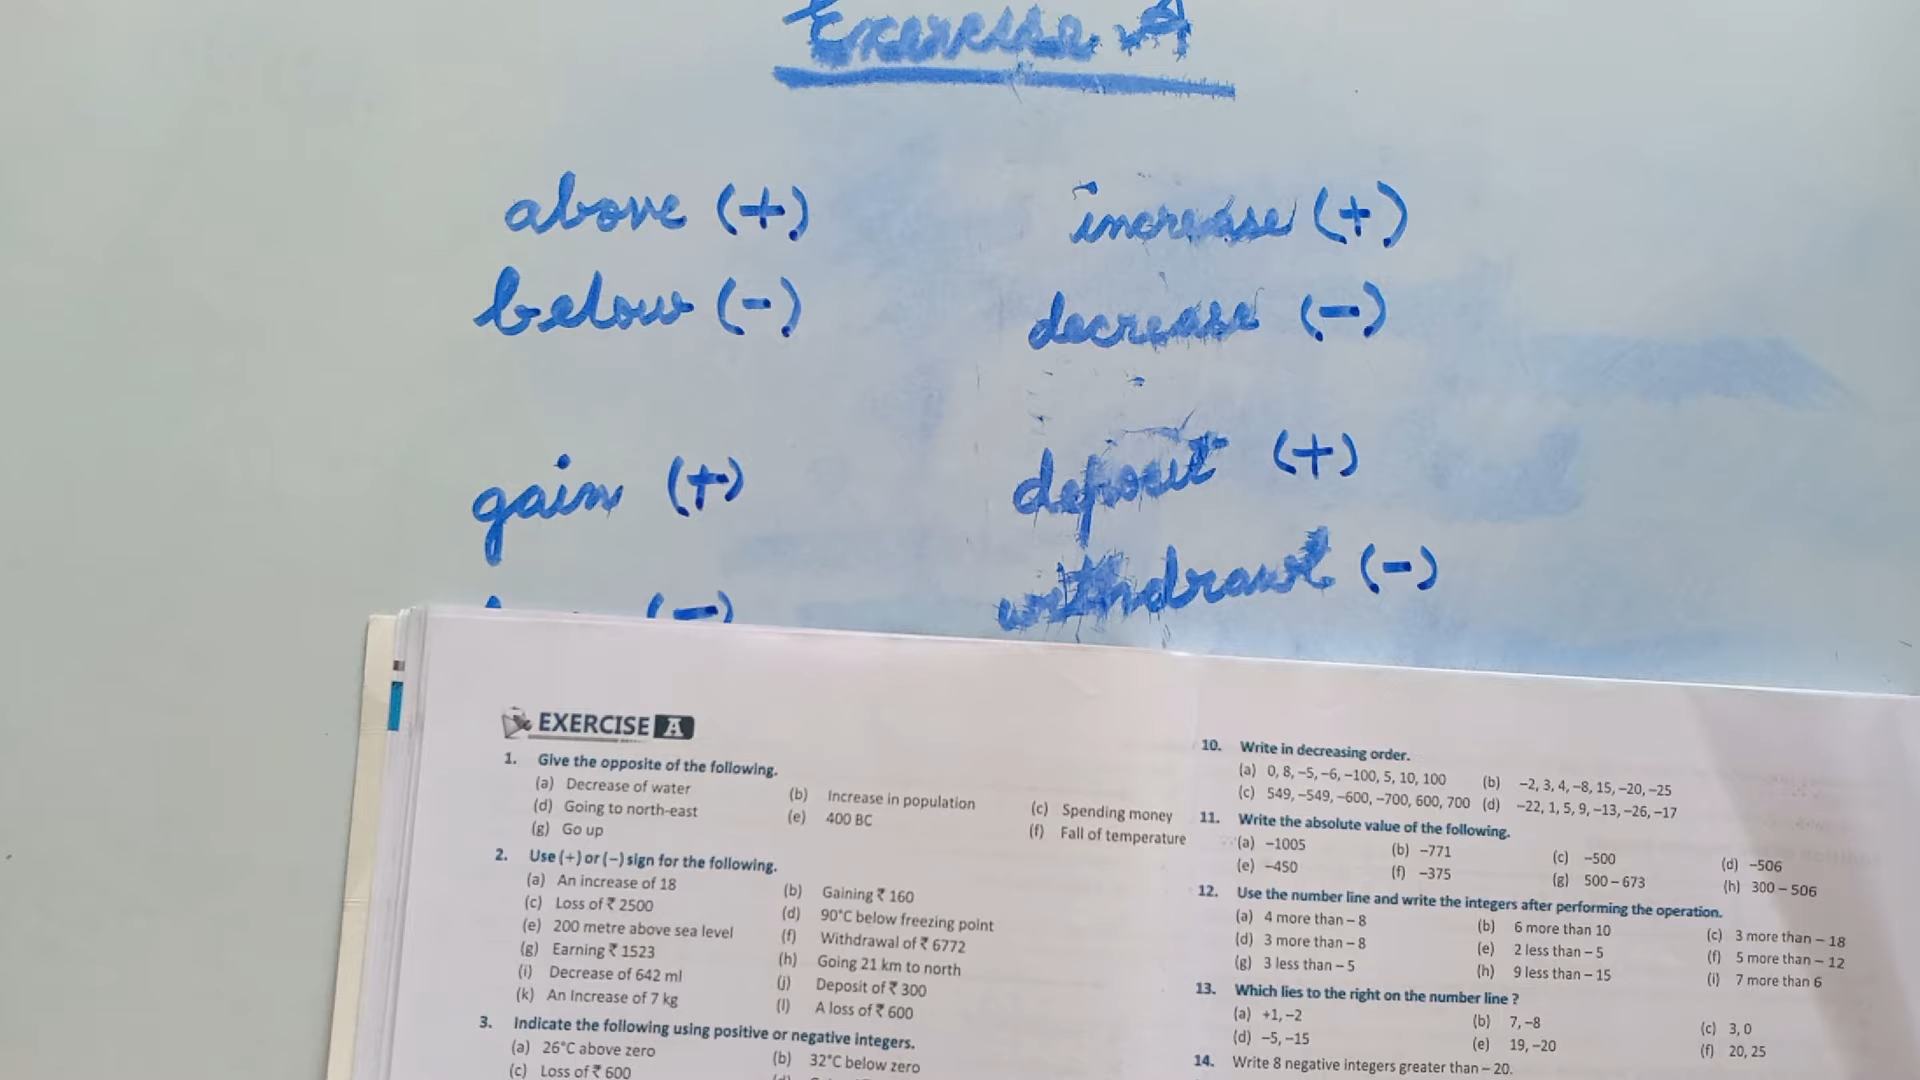 Exercise A
above (+)
below (-)
increase (+)
decrease (-)
gain (+)
(-)
deposit (+)
withdrawl (-)
EXERCISE A
1. Give the opposite of the following.
(a) Decrease of water
(b) Increase in population
(c) Spending money
(d) Going to north-east
(e) 400 BC
(f) Fall of temperature
(g) Go up
2. Use (+) or (−) sign for the following.
(a) An increase of 18
(b) Gaining ₹ 160
(c) Loss of ₹ 2500
(d) 90°C below freezing point
(e) 200 metre above sea level
(f) Withdrawal of ₹ 6772
(g) Earning ₹ 1523
(h) Going 21 km to north
(i) Decrease of 642 ml
(j) Deposit of ₹ 300
(k) An Increase of 7 kg
(l) A loss of ₹ 600
3. Indicate the following using positive or negative integers.
(a) 26°C above zero
(b) 32°C below zero
(c) Loss of ₹ 600
10. Write in decreasing order.
(a) 0, 8, −5, −6, −100, 5, 10, 100
(b) −2, 3, 4, −8, 15, −20, −25
(c) 549, −549, −600, −700, 600, 700
(d) −22, 1, 5, 9, −13, −26, −17
11. Write the absolute value of the following.
(a) −1005
(b) −771
(c) −500
(d) −506
(e) −450
(f) −375
(g) 500 − 673
(h) 300 − 506
12. Use the number line and write the integers after performing the operation.
(a) 4 more than − 8
(b) 6 more than 10
(c) 3 more than − 18
(d) 3 more than − 8
(e) 2 less than − 5
(f) 5 more than − 12
(g) 3 less than − 5
(h) 9 less than − 15
(i) 7 more than 6
13. Which lies to the right on the number line ?
(a) +1, −2
(b) 7, −8
(c) 3, 0
(d) −5, −15
(e) 19, −20
(f) 20, 25
14. Write 8 negative integers greater than − 20.